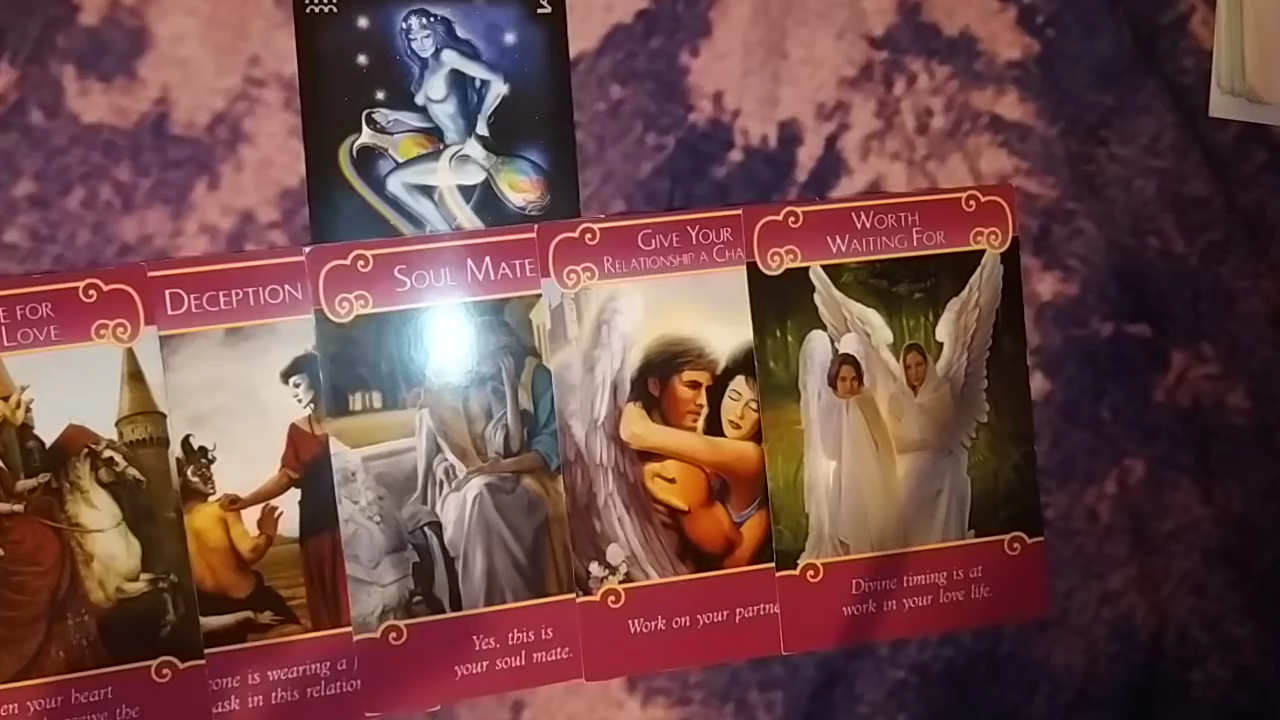 E FOR
LOVE
en your heart
the
DECEPTION
one is wearing a
ask in this relation
SOUL MATE
Yes, this is
your soul mate.
GIVE YOUR
RELATIONSHIP A CHA
Work on your partne
WORTH
WAITING FOR
Divine timing is at
work in your love life.